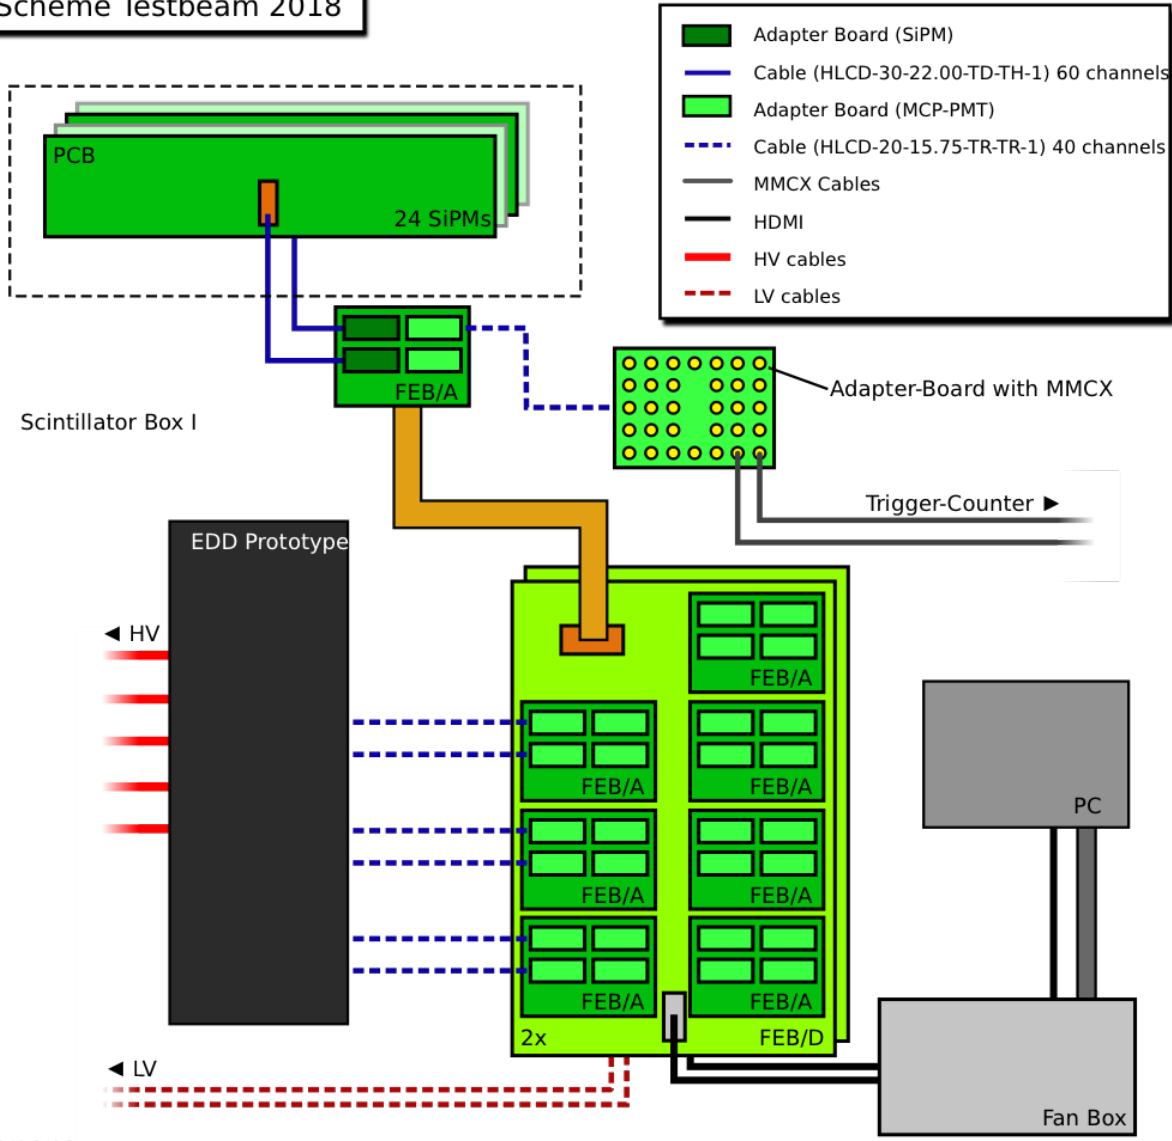 Scheme Testbeam 2018
Adapter Board (SiPM)
Cable (HLCD-30-22.00-TD-TH-1) 60 channels
Adapter Board (MCP-PMT)
Cable (HLCD-20-15.75-TR-TR-1) 40 channels
MMCX Cables
HDMI
HV cables
LV cables
PCB
24 SiPMs
FEB/A
Adapter-Board with MMCX
Scintillator Box I
Trigger-Counter ►
EDD Prototype
◄ HV
FEB/A
FEB/A
FEB/A
FEB/A
FEB/A
FEB/A
FEB/A
PC
2x
FEB/D
◄ LV
Fan Box